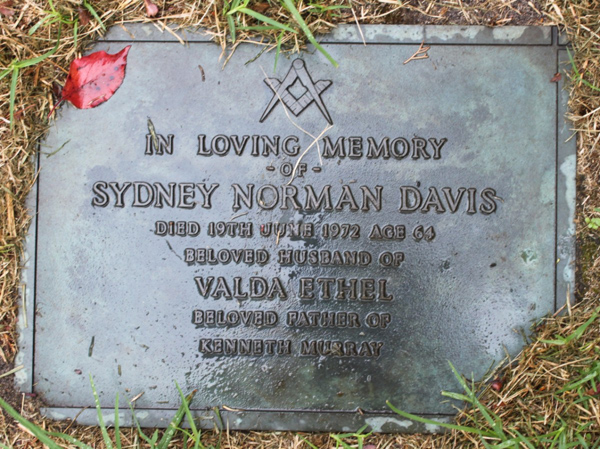 IN LOVING MEMORY
-OF-
SYDNEY NORMAN DAVIS
DIED 19TH JUNE 1972 AGE 64
BELOVED HUSBAND OF
VALDA ETHEL
BELOVED FATHER OF
KENNETH MURRAY